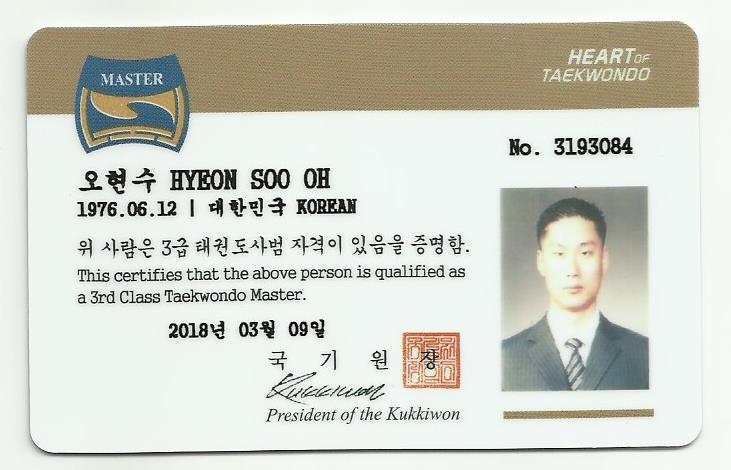 MASTER
HEART OF
TAEKWONDO
No. 3193084
오현수 HYEON SOO OH
1976.06.12 | 대한민국 KOREAN
위 사람은 3급 태권도사범 자격이 있음을 증명함.
This certifies that the above person is qualified as
a 3rd Class Taekwondo Master.
2018년 03월 09일
국 기 원 장
Kukkiwon
President of the Kukkiwon